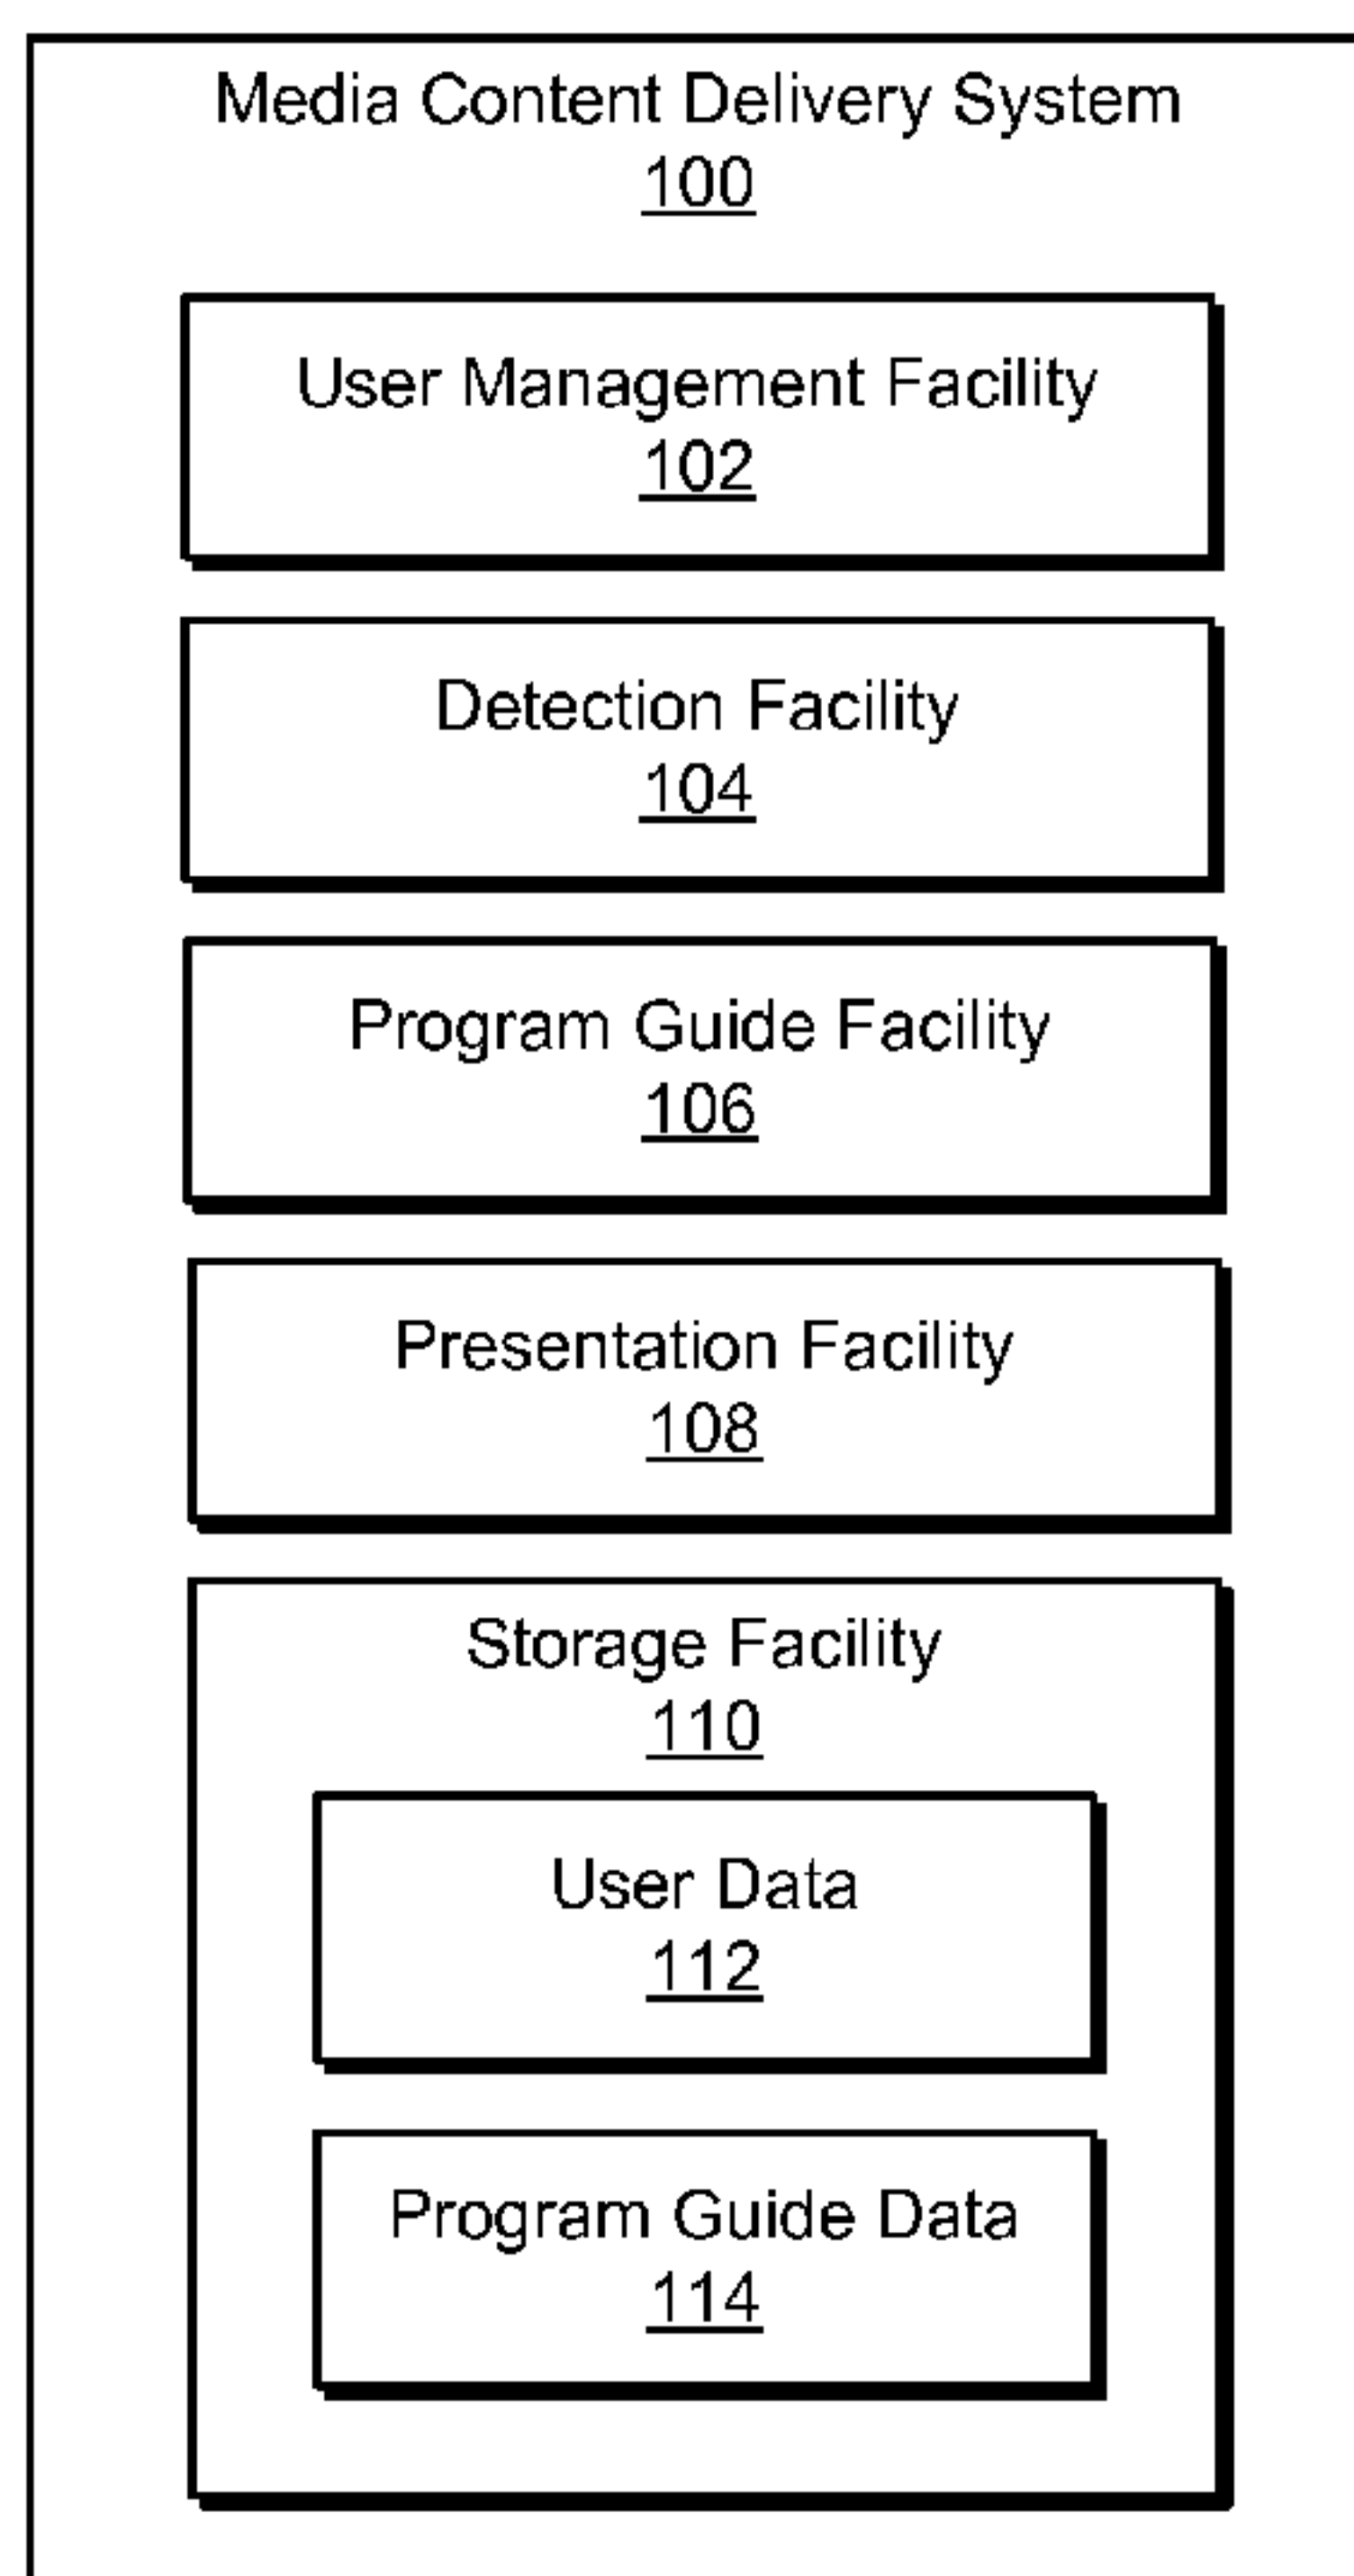 Media Content Delivery System
100
User Management Facility
102
Detection Facility
104
Program Guide Facility
106
Presentation Facility
108
Storage Facility
110
User Data
112
Program Guide Data
114